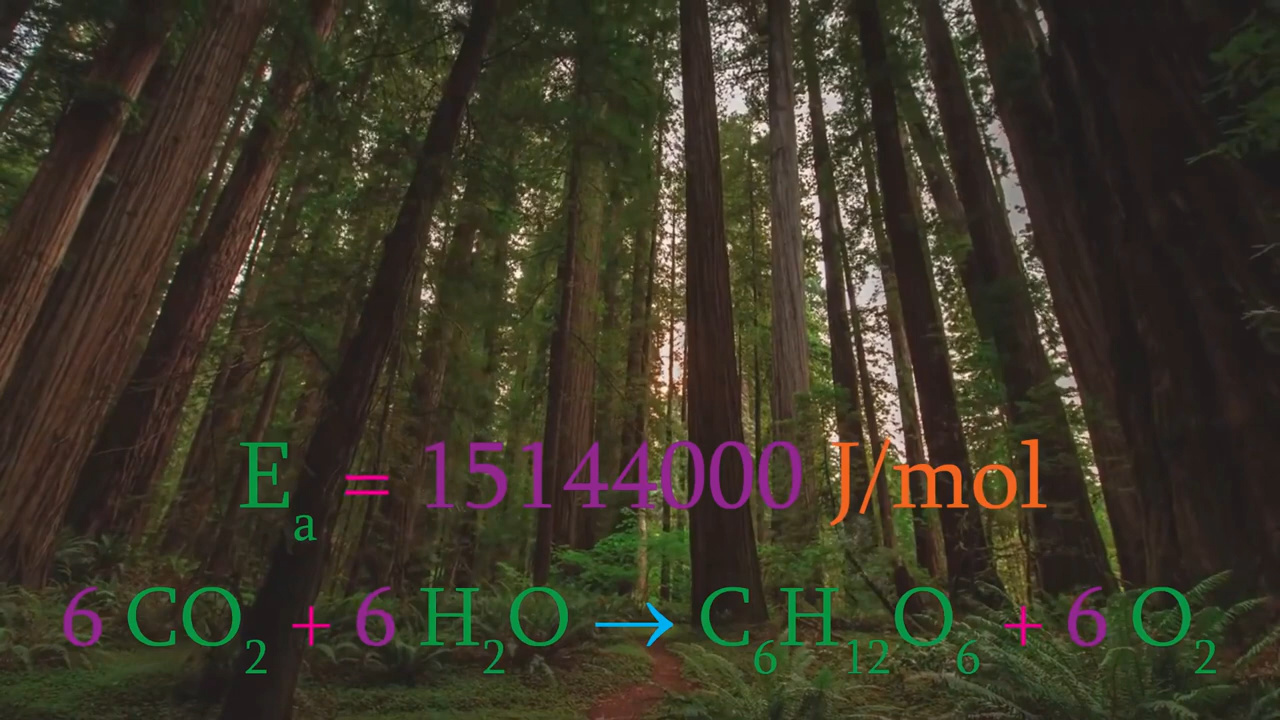 Eₐ = 15144000 J/mol
6 CO₂ + 6 H₂O → C₆H₁₂O₆ + 6 O₂